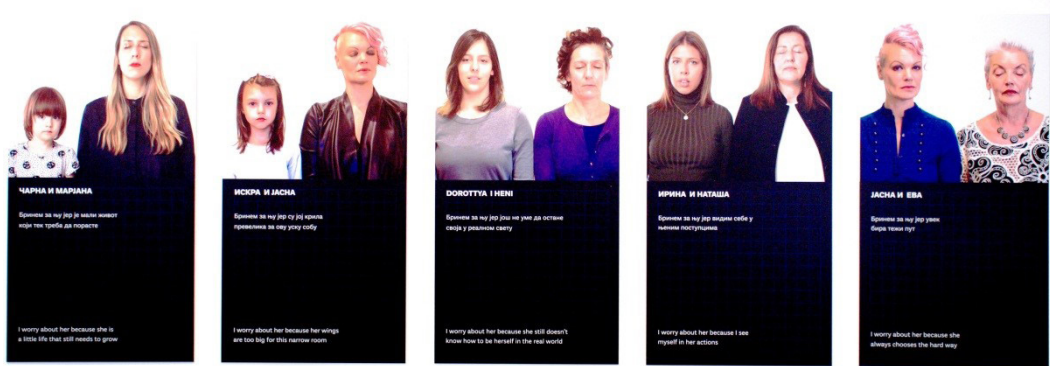 ЧАРНА И МАРИЈАНА
Бринем за њу јер је мали живот
који тек треба да порасте
I worry about her because she is
a little life that still needs to grow
ИСКРА И ЈАСНА
Бринем за њу јер су јој крила
превелика за ову уску собу
I worry about her because her wings
are too big for this narrow room
DOROTTYA I HENI
Бринем за њу јер још не уме да остане
своја у реалном свету
I worry about her because she still doesn't
know how to be herself in the real world
ИРИНА И НАТАША
Бринем за њу јер видим себе у
њеним поступцима
I worry about her because I see
myself in her actions
ЈАСНА И ЕВА
Бринем за њу јер увек
бира тежи пут
I worry about her because she
always chooses the hard way